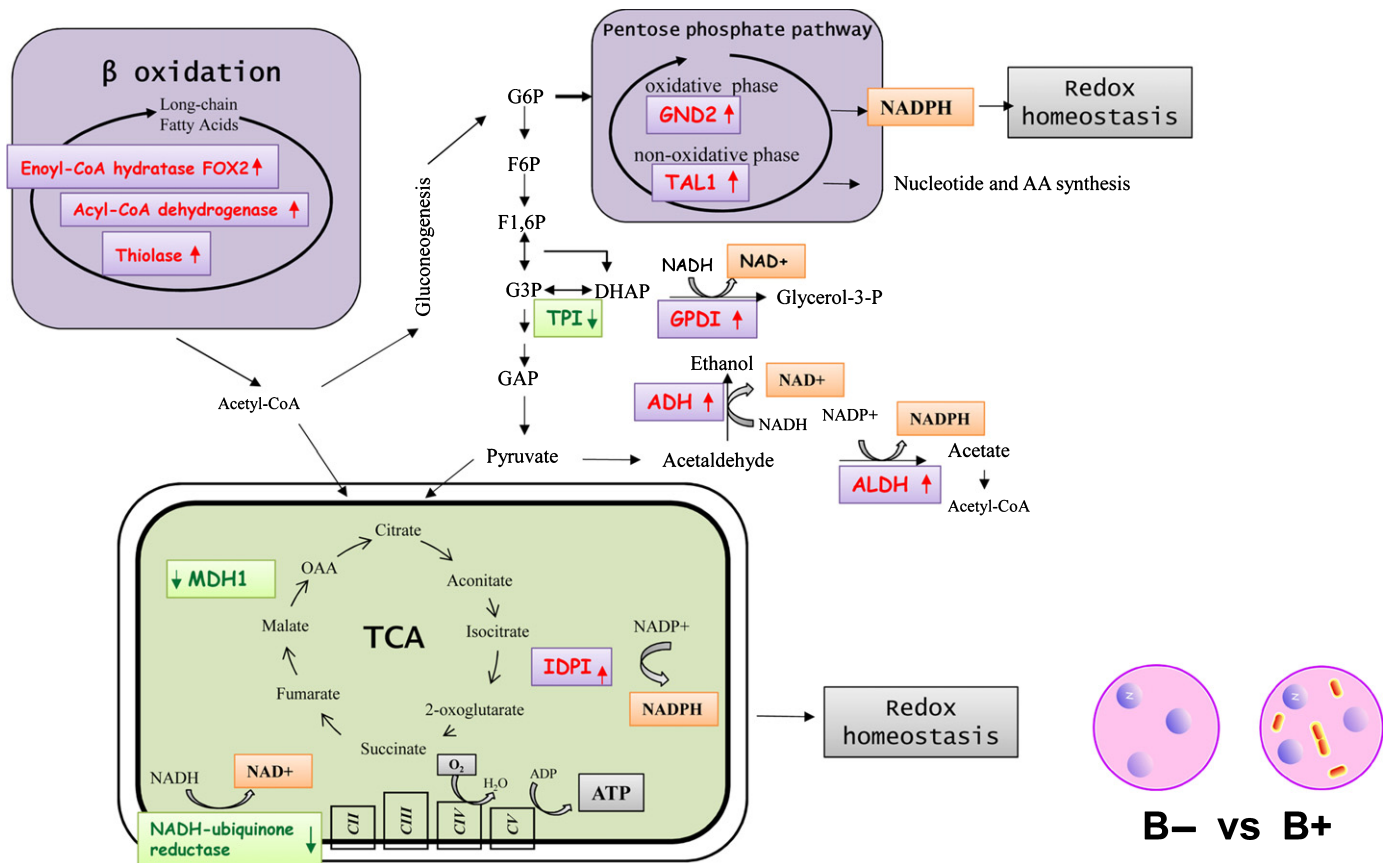 β oxidation
Long-chain
Fatty Acids
Enoyl-CoA hydratase FOX2
Acyl-CoA dehydrogenase
Thiolase
Acetyl-CoA
Gluconeogenesis
G6P
F6P
F1,6P
G3P
DHAP
TPI
GAP
Pyruvate
Pentose phosphate pathway
oxidative phase
GND2
non-oxidative phase
TAL1
NADPH
Redox
homeostasis
Nucleotide and AA synthesis
NADH
NAD+
Glycerol-3-P
GPDI
Ethanol
ADH
NAD+
NADH
Acetaldehyde
NADP+
NADPH
Acetate
ALDH
Acetyl-CoA
TCA
Citrate
Aconitate
Isocitrate
2-oxoglutarate
Succinate
Fumarate
Malate
OAA
MDH1
IDPI
NADP+
NADPH
Redox
homeostasis
NADH
NAD+
NADH-ubiquinone
reductase
CII
CIII
CIV
CV
O₂
H₂O
ADP
ATP
N
N
B– vs B+